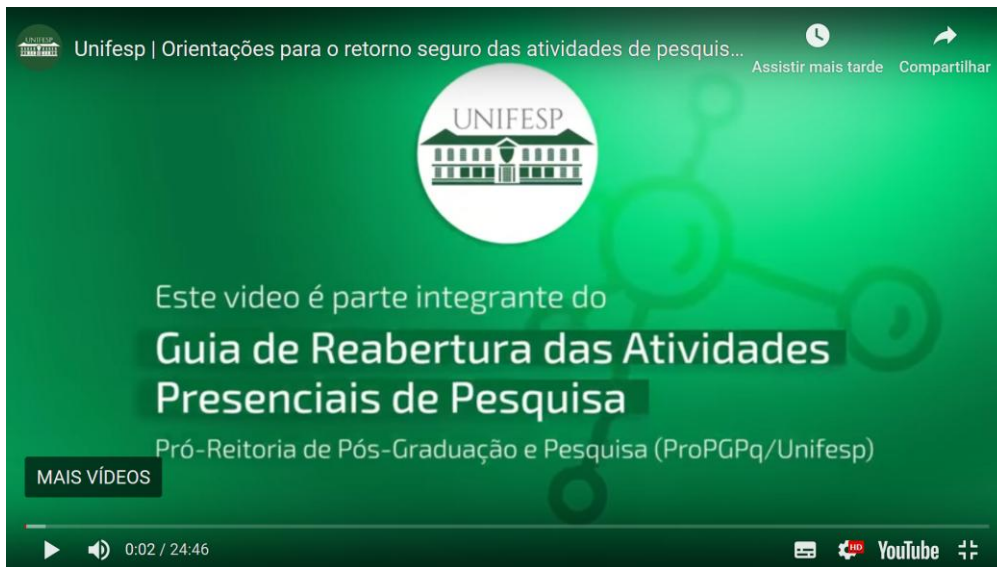 UNIFESP
Unifesp | Orientações para o retorno seguro das atividades de pesquis...
Assistir mais tarde
Compartilhar
UNIFESP
Este video é parte integrante do
Guia de Reabertura das Atividades
Presenciais de Pesquisa
Pró-Reitoria de Pós-Graduação e Pesquisa (ProPGPq/Unifesp)
MAIS VÍDEOS
0:02 / 24:46
HD
YouTube